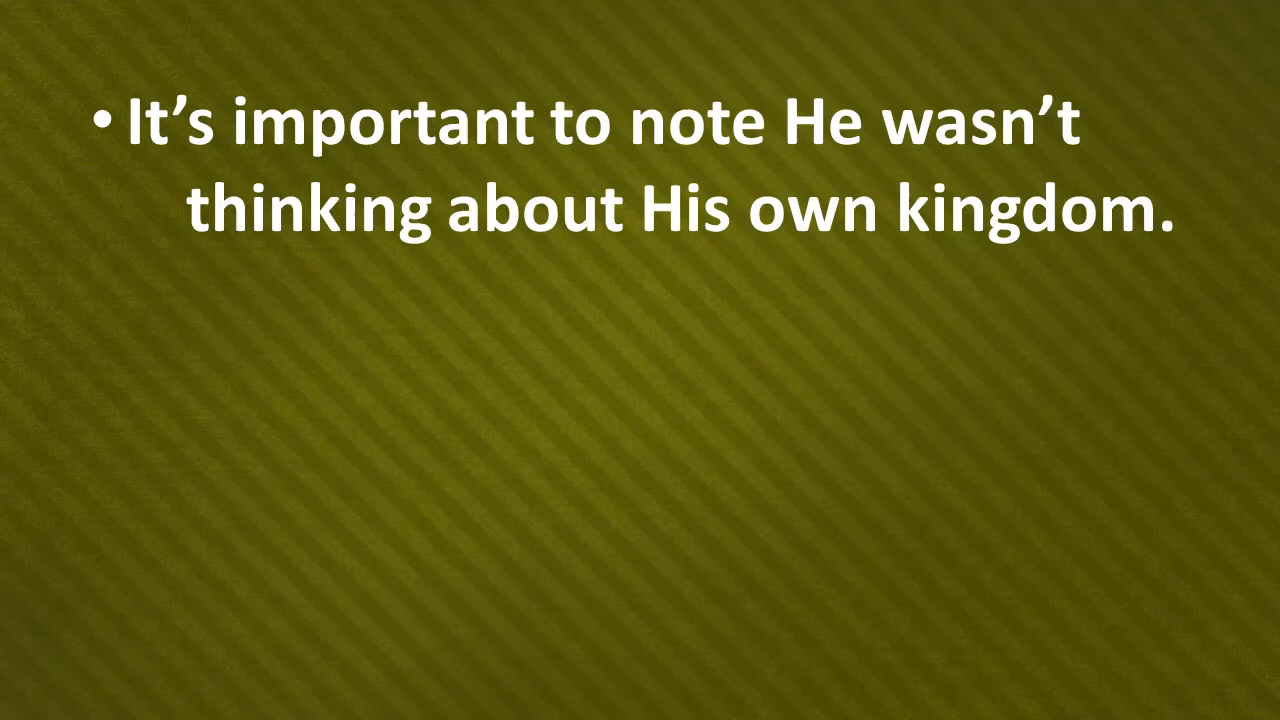 • It’s important to note He wasn’t
thinking about His own kingdom.